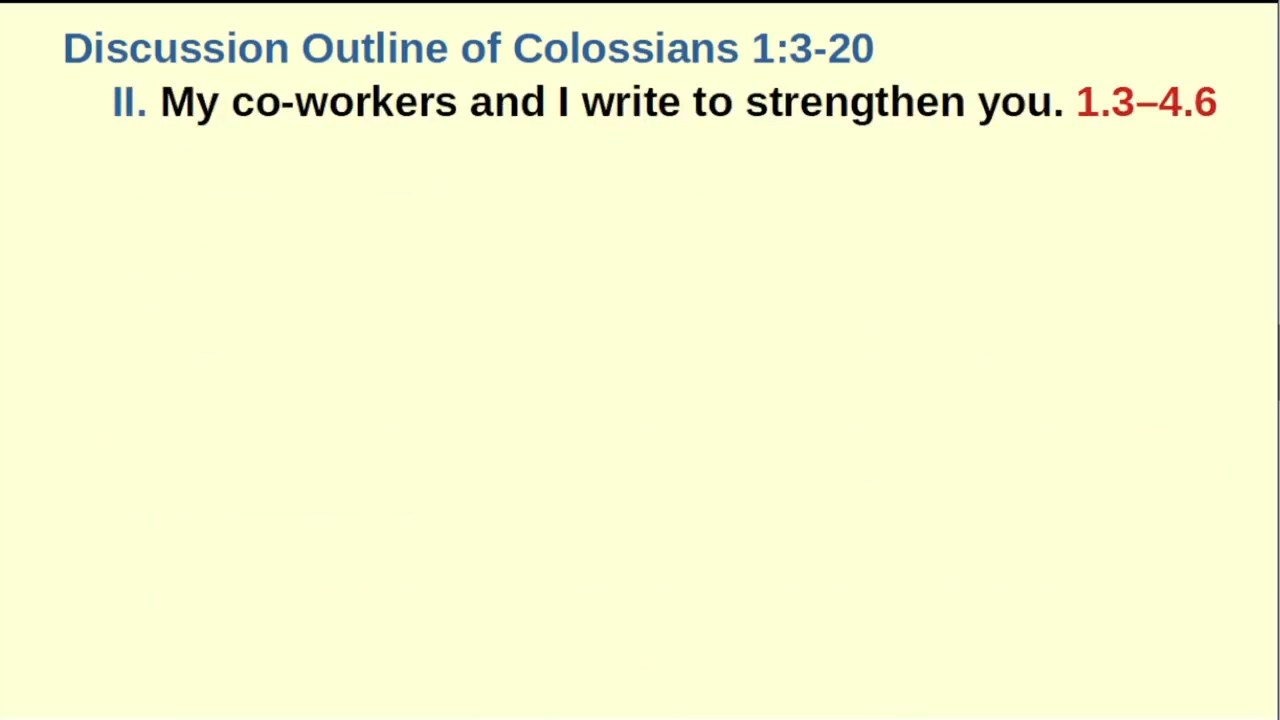 Discussion Outline of Colossians 1:3-20
II. My co-workers and I write to strengthen you. 1.3–4.6